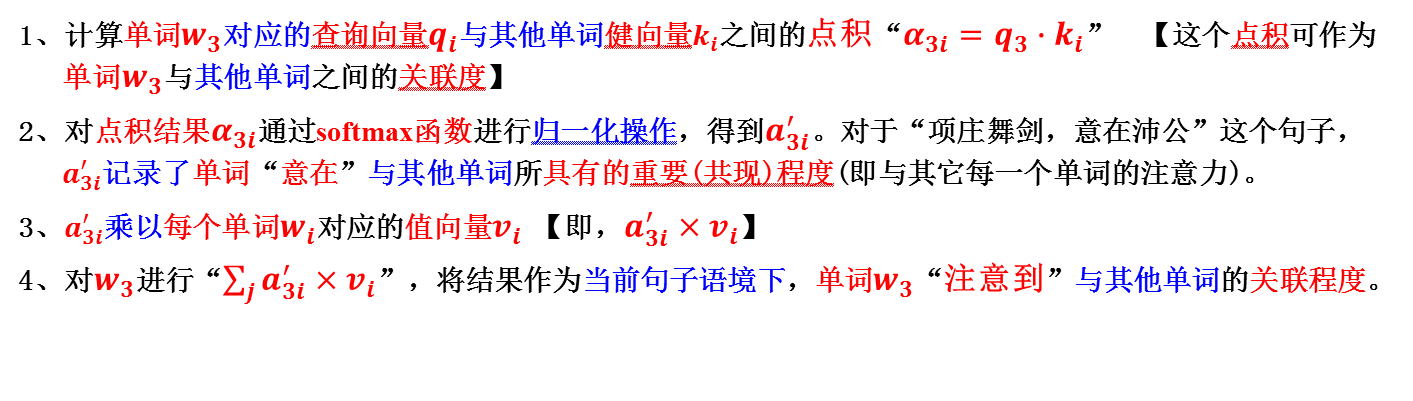 1、计算单词w₃对应的查询向量qᵢ与其他单词健向量kᵢ之间的点积“α₃ᵢ = q₃ · kᵢ” 【这个点积可作为
单词w₃与其他单词之间的关联度】
2、对点积结果α₃ᵢ通过softmax函数进行归一化操作，得到a′₃ᵢ。对于“项庄舞剑，意在沛公”这个句子，
a′₃ᵢ记录了单词“意在”与其他单词所具有的重要(共现)程度(即与其它每一个单词的注意力)。
3、a′₃ᵢ乘以每个单词wᵢ对应的值向量vᵢ 【即，a′₃ᵢ × vᵢ】
4、对w₃进行“∑ⱼ a′₃ᵢ × vᵢ”，将结果作为当前句子语境下，单词w₃“注意到”与其他单词的关联程度。